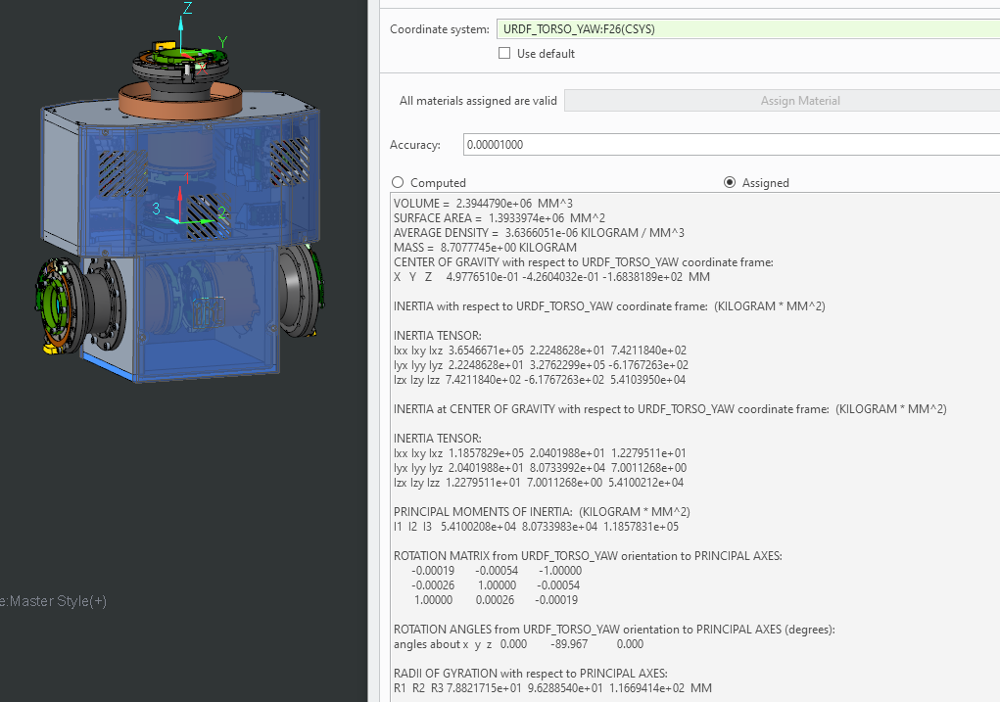 Z
Y
X
3
2
e:Master Style(+)
Coordinate system: URDF_TORSO_YAW:F26(CSYS)
Use default
All materials assigned are valid Assign Material
Accuracy: 0.00001000
Computed Assigned
VOLUME = 2.3944790e+06 MM^3
SURFACE AREA = 1.3933974e+06 MM^2
AVERAGE DENSITY = 3.6366051e-06 KILOGRAM / MM^3
MASS = 8.7077745e+00 KILOGRAM
CENTER OF GRAVITY with respect to URDF_TORSO_YAW coordinate frame:
X Y Z 4.9776510e-01 -4.2604032e-01 -1.6838189e+02 MM
INERTIA with respect to URDF_TORSO_YAW coordinate frame: (KILOGRAM * MM^2)
INERTIA TENSOR:
Ixx Ixy Ixz 3.6546671e+05 2.2248628e+01 7.4211840e+02
Iyx Iyy Iyz 2.2248628e+01 3.2762299e+05 -6.1767263e+02
Izx Izy Izz 7.4211840e+02 -6.1767263e+02 5.4103950e+04
INERTIA at CENTER OF GRAVITY with respect to URDF_TORSO_YAW coordinate frame: (KILOGRAM * MM^2)
INERTIA TENSOR:
Ixx Ixy Ixz 1.1857829e+05 2.0401988e+01 1.2279511e+01
Iyx Iyy Iyz 2.0401988e+01 8.0733992e+04 7.0011268e+00
Izx Izy Izz 1.2279511e+01 7.0011268e+00 5.4100212e+04
PRINCIPAL MOMENTS OF INERTIA: (KILOGRAM * MM^2)
I1 I2 I3 5.4100208e+04 8.0733983e+04 1.1857831e+05
ROTATION MATRIX from URDF_TORSO_YAW orientation to PRINCIPAL AXES:
-0.00019 -0.00054 -1.00000
-0.00026 1.00000 -0.00054
1.00000 0.00026 -0.00019
ROTATION ANGLES from URDF_TORSO_YAW orientation to PRINCIPAL AXES (degrees):
angles about x y z 0.000 -89.967 0.000
RADII OF GYRATION with respect to PRINCIPAL AXES:
R1 R2 R3 7.8821715e+01 9.6288540e+01 1.1669414e+02 MM